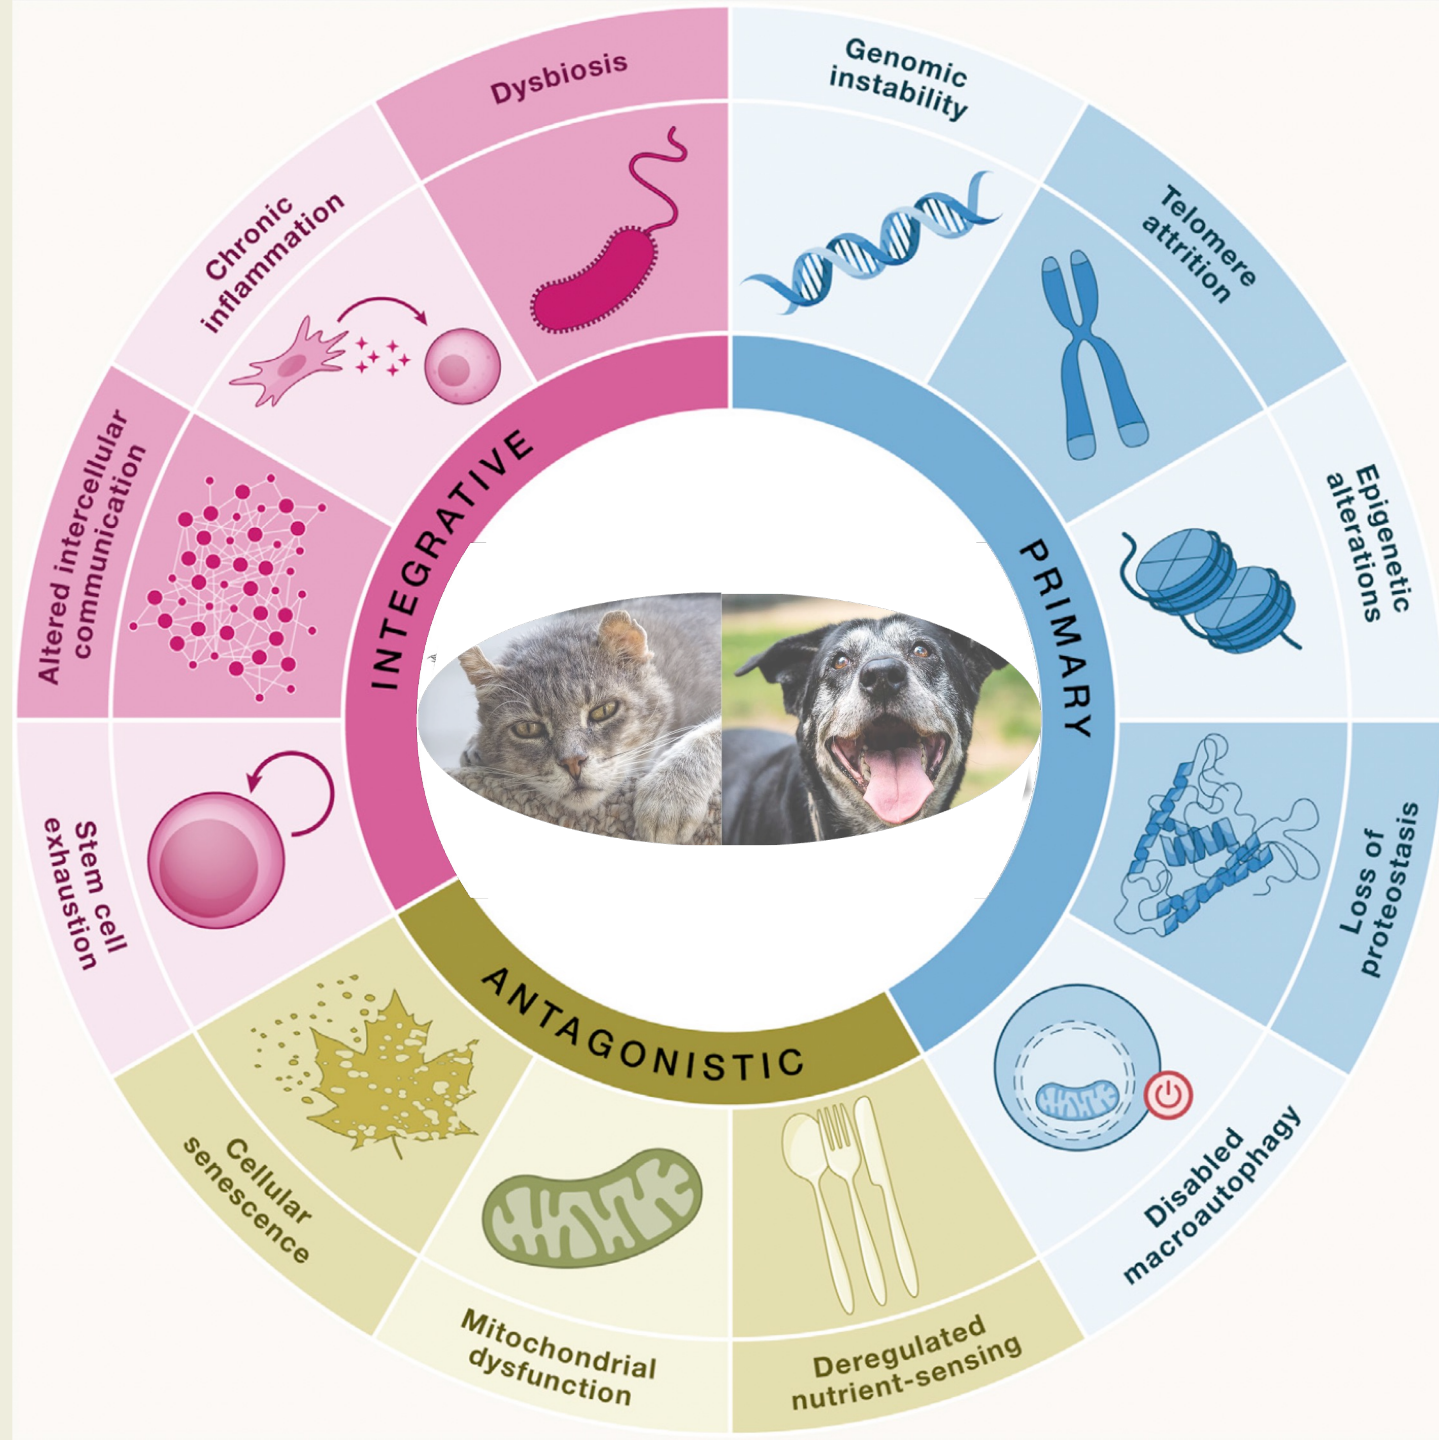 Genomic
instability
Telomere
attrition
Epigenetic
alterations
Loss of
proteostasis
Disabled
macroautophagy
Deregulated
nutrient-sensing
Mitochondrial
dysfunction
Cellular
senescence
Stem cell
exhaustion
Altered intercellular
communication
Chronic
inflammation
Dysbiosis
PRIMARY
ANTAGONISTIC
INTEGRATIVE